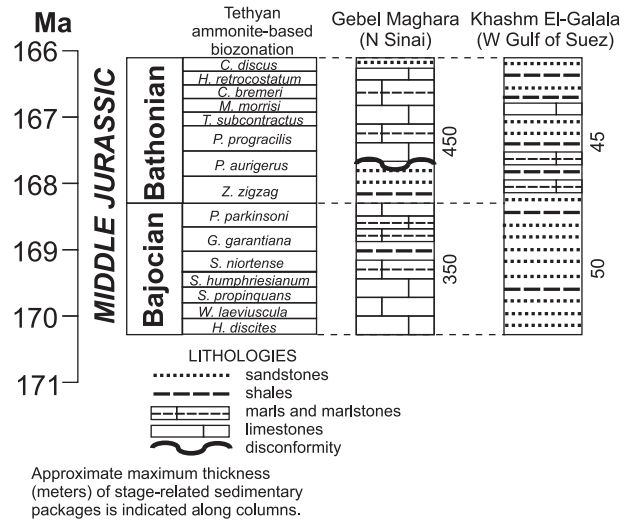 Ma
166
167
168
169
170
171
MIDDLE JURASSIC
Bathonian
Bajocian
Tethyan
ammonite-based
biozonation
C. discus
H. retrocostatum
C. bremeri
M. morrisi
T. subcontractus
P. progracilis
P. aurigerus
Z. zigzag
P. parkinsoni
G. garantiana
S. niortense
S. humphriesianum
S. propinquans
W. laeviuscula
H. discites
Gebel Maghara
(N Sinai)
450
350
Khashm El-Galala
(W Gulf of Suez)
45
50
LITHOLOGIES
sandstones
shales
marls and marlstones
limestones
disconformity
Approximate maximum thickness
(meters) of stage-related sedimentary
packages is indicated along columns.